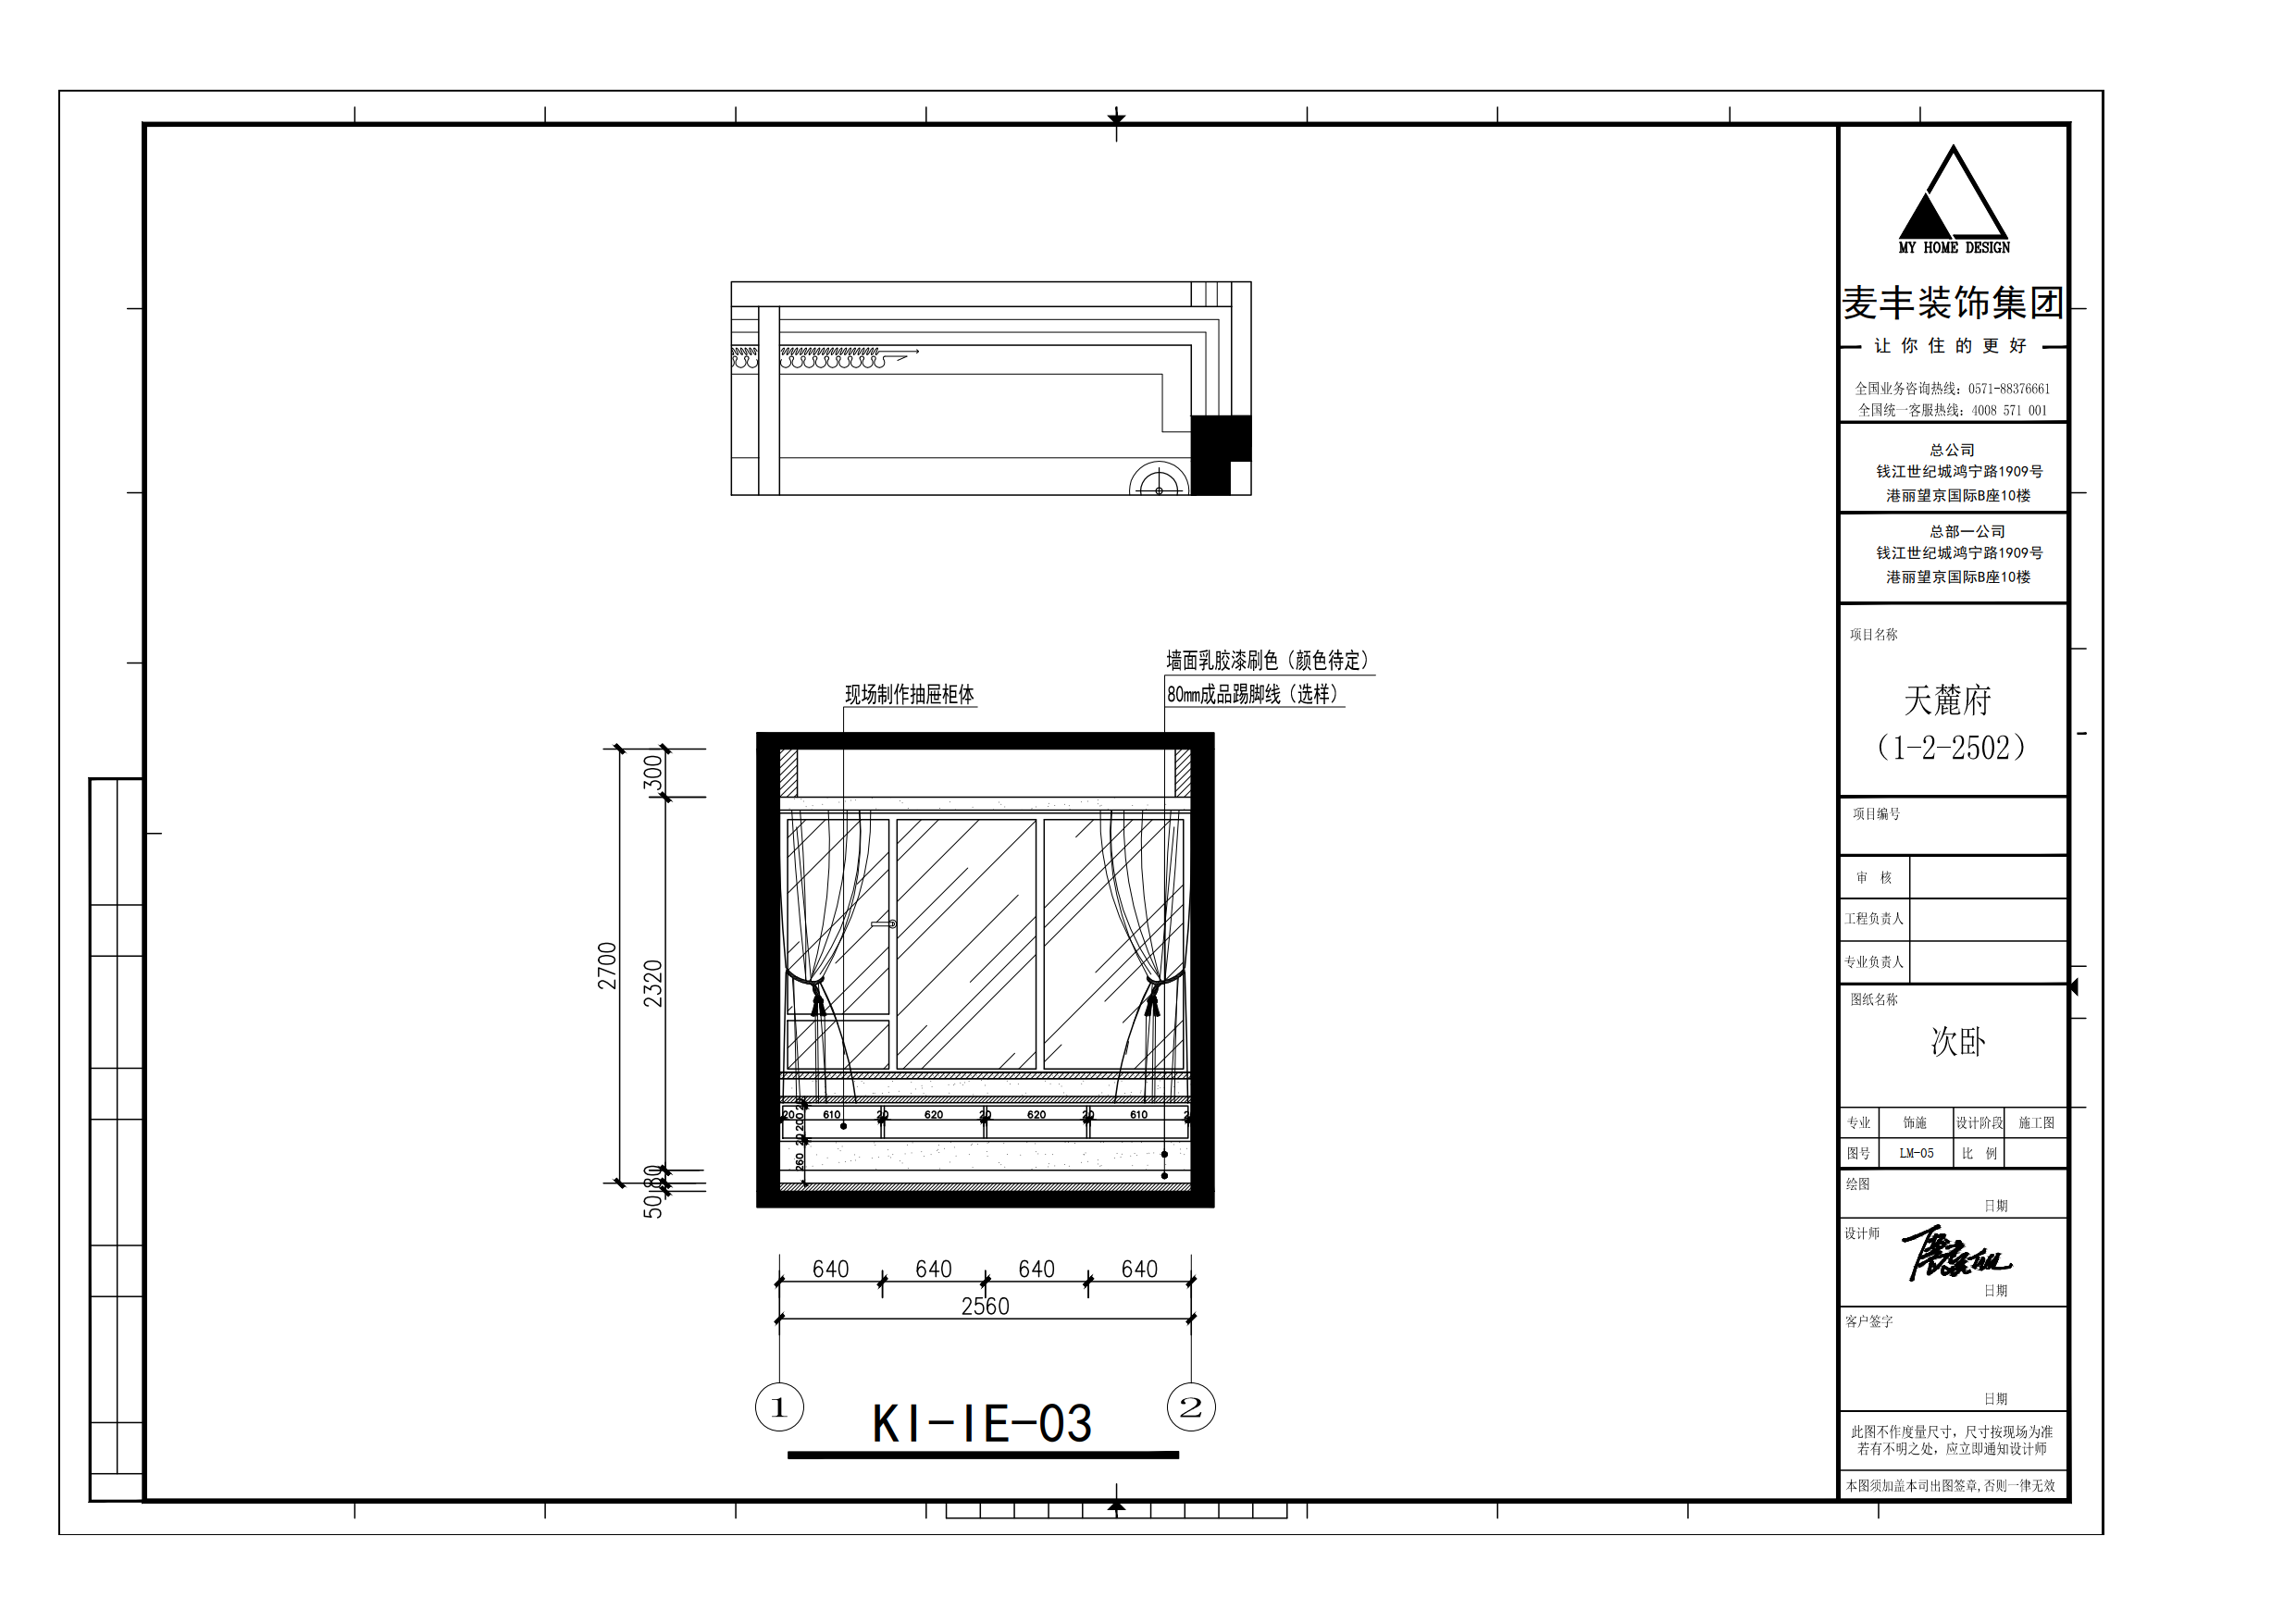 墙面乳胶漆刷色（颜色待定）
现场制作抽屉柜体
80mm成品踢脚线（选样）
300
2700
2320
80
50
20
610
20
620
20
620
20
610
20
200
20
260
640
640
640
640
2560
1
2
KI-IE-03
MY HOME DESIGN
麦丰装饰集团
让你住的更好
全国业务咨询热线：0571-88376661
全国统一客服热线：4008 571 001
总公司
钱江世纪城鸿宁路1909号
港丽望京国际B座10楼
总部一公司
钱江世纪城鸿宁路1909号
港丽望京国际B座10楼
项目名称
天麓府
（1-2-2502）
项目编号
审 核
工程负责人
专业负责人
图纸名称
次卧
专业 饰施 设计阶段 施工图
图号 LM-05 比 例
绘图
日期
设计师
日期
客户签字
日期
此图不作度量尺寸，尺寸按现场为准
若有不明之处，应立即通知设计师
本图须加盖本司出图签章,否则一律无效